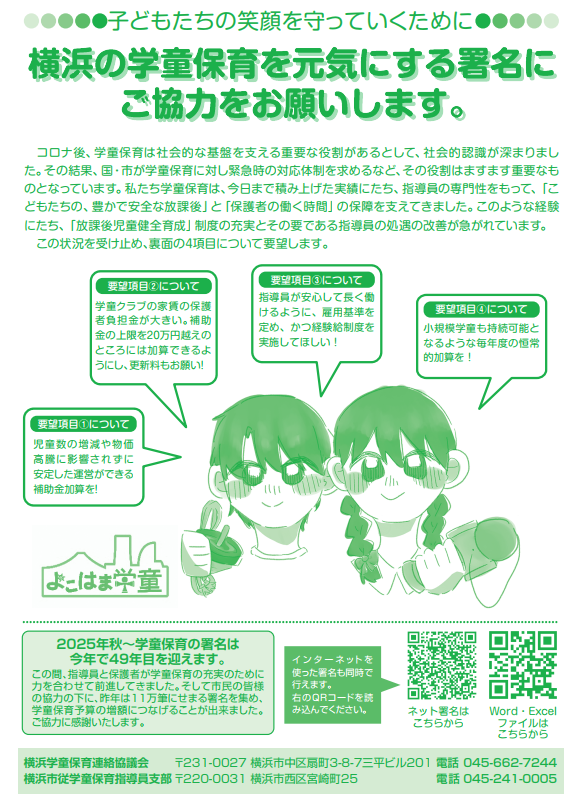 子どもたちの笑顔を守っていくために
横浜の学童保育を元気にする署名に
ご協力をお願いします。
コロナ後、学童保育は社会的な基盤を支える重要な役割があるとして、社会的認識が深まりまし
た。その結果、国・市が学童保育に対し緊急時の対応体制を求めるなど、その役割はますます重要なも
のとなっています。私たち学童保育は、今日まで積み上げた実績にたち、指導員の専門性をもって、「こ
どもたちの、豊かで安全な放課後」と「保護者の働く時間」の保障を支えてきました。このような経験
にたち、「放課後児童健全育成」制度の充実とその要である指導員の処遇の改善が急がれています。
この状況を受け止め、裏面の4項目について要望します。
要望項目①について
児童数の増減や物価
高騰に影響されずに
安定した運営ができる
補助金加算を!
要望項目②について
学童クラブの家賃の保護
者負担金が大きい。補助
金の上限を20万円越えの
ところには加算できるよ
うにし、更新料もお願い!
要望項目③について
指導員が安心して長く働
けるように、雇用基準を
定め、かつ経験給制度を
実施してほしい!
要望項目④について
小規模学童も持続可能と
なるような毎年度の恒常
的加算を!
よこはま学童
2025年秋～学童保育の署名は
今年で49年目を迎えます。
この間、指導員と保護者が学童保育の充実のために
力を合わせて前進してきました。そして市民の皆様
の協力の下に、昨年は11万筆にせまる署名を集め、
学童保育予算の増額につなげることが出来ました。
ご協力に感謝いたします。
インターネットを
使った署名も同時で
行えます。
右のQRコードを読
み込んでください。
ネット署名は
こちらから
Word・Excel
ファイルは
こちらから
横浜学童保育連絡協議会 〒231-0027 横浜市中区扇町3-8-7三平ビル201 電話 045-662-7244
横浜市従学童保育指導員支部 〒220-0031 横浜市西区宮崎町25 電話 045-241-0005